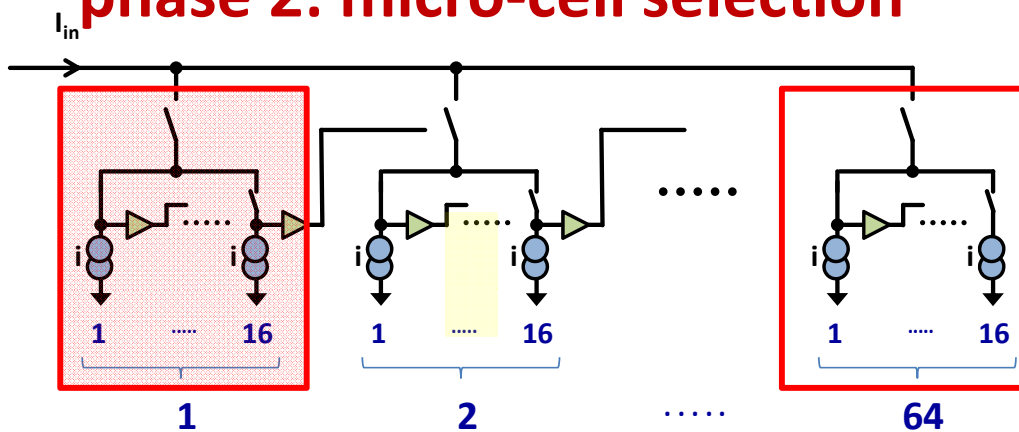 phase 2: micro-cell selection
Iin
i i i i i i
1 ..... 16 1 ..... 16 1 ..... 16
1 2 ..... 64